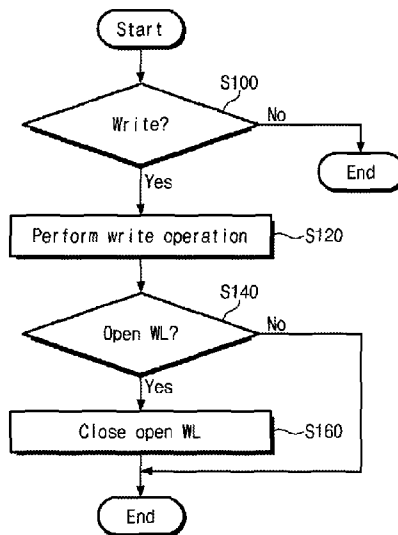 Start
S100
Write?
No
End
Yes
Perform write operation
S120
S140
Open WL?
No
Yes
Close open WL
S160
End